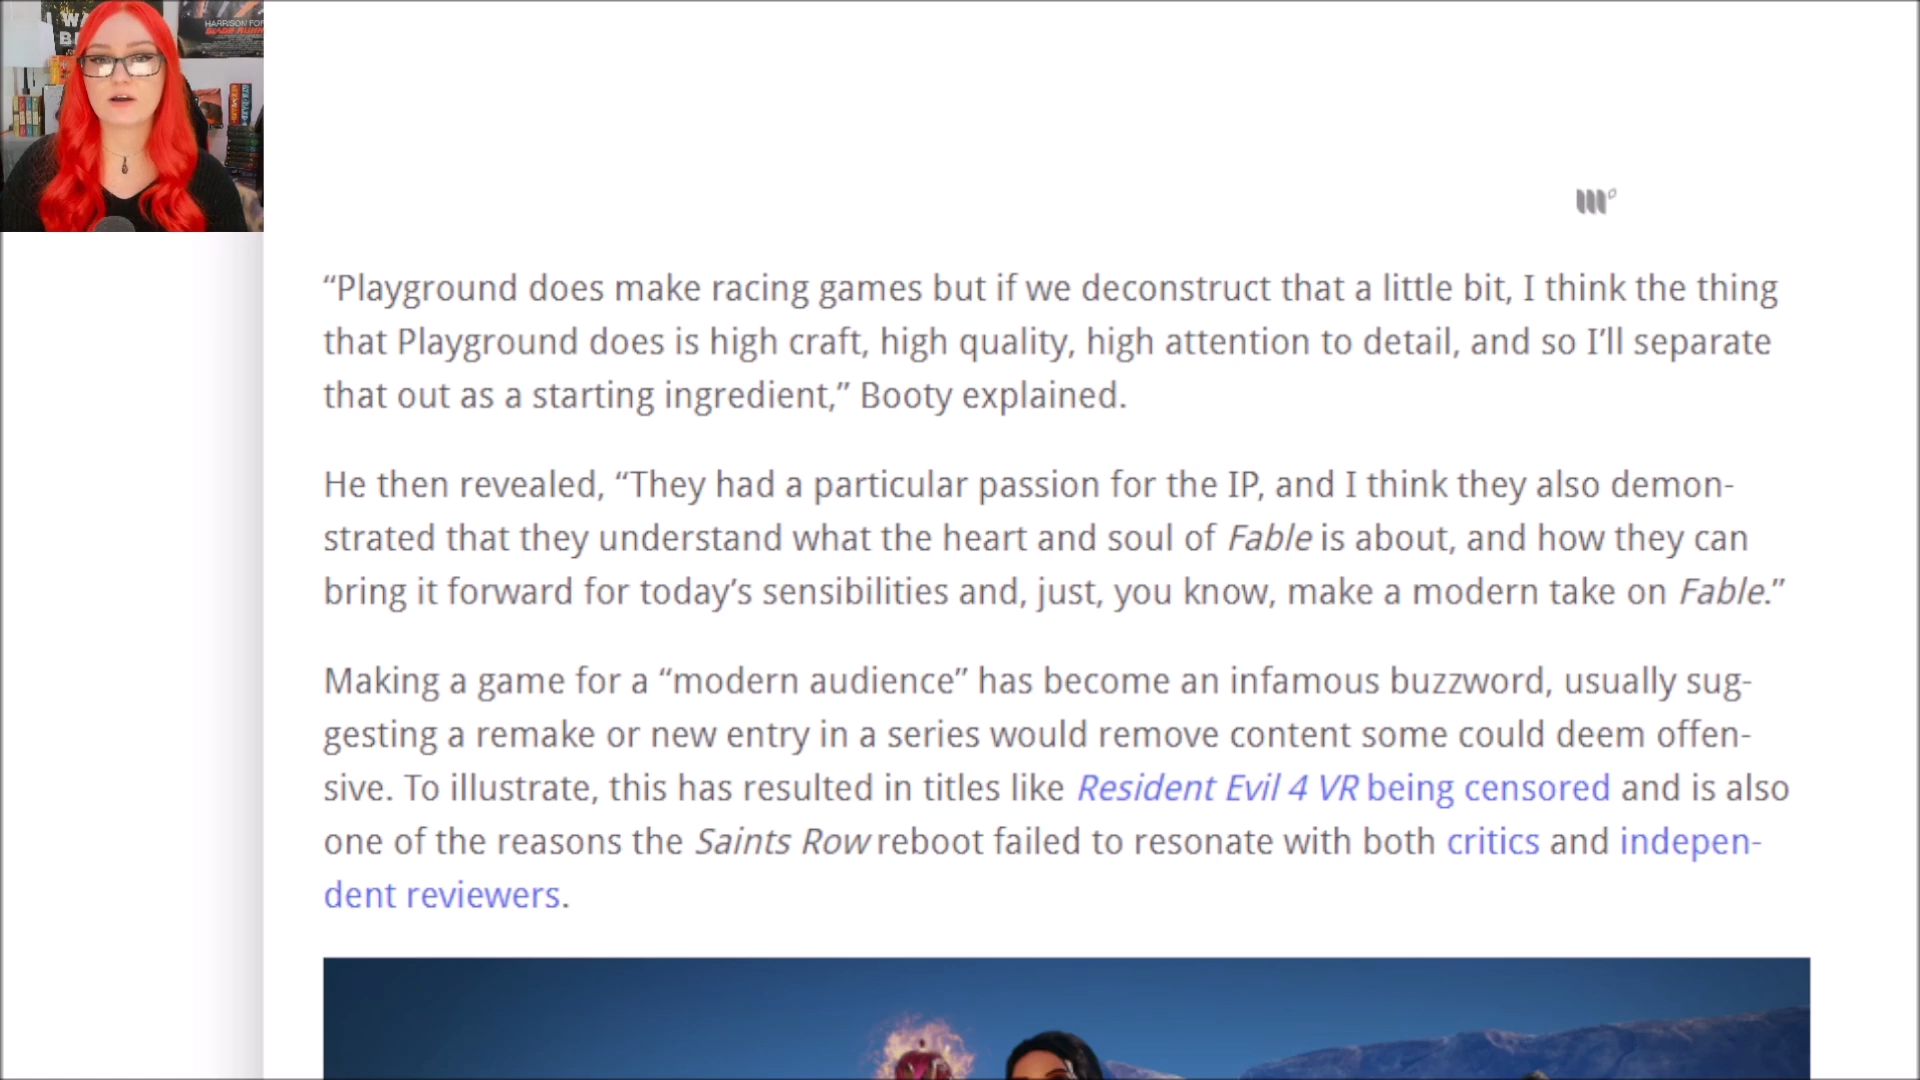 HARRISON FOR
BLADE RUNN
“Playground does make racing games but if we deconstruct that a little bit, I think the thing
that Playground does is high craft, high quality, high attention to detail, and so I’ll separate
that out as a starting ingredient,” Booty explained.
He then revealed, “They had a particular passion for the IP, and I think they also demon-
strated that they understand what the heart and soul of Fable is about, and how they can
bring it forward for today’s sensibilities and, just, you know, make a modern take on Fable.”
Making a game for a “modern audience” has become an infamous buzzword, usually sug-
gesting a remake or new entry in a series would remove content some could deem offen-
sive. To illustrate, this has resulted in titles like Resident Evil 4 VR being censored and is also
one of the reasons the Saints Row reboot failed to resonate with both critics and indepen-
dent reviewers.